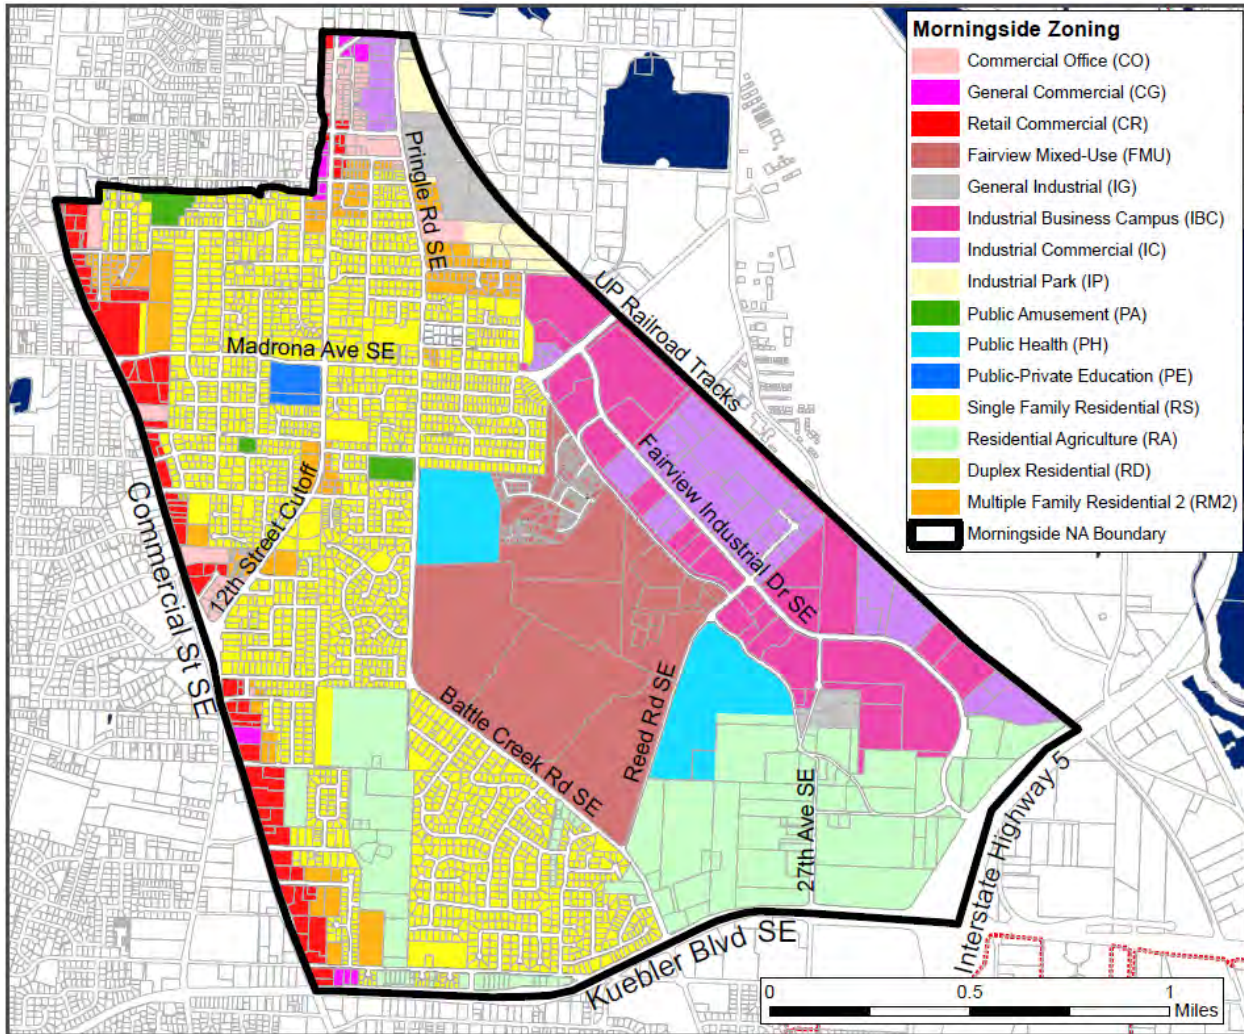 Morningside Zoning
Commercial Office (CO)
General Commercial (CG)
Retail Commercial (CR)
Fairview Mixed-Use (FMU)
General Industrial (IG)
Industrial Business Campus (IBC)
Industrial Commercial (IC)
Industrial Park (IP)
Public Amusement (PA)
Public Health (PH)
Public-Private Education (PE)
Single Family Residential (RS)
Residential Agriculture (RA)
Duplex Residential (RD)
Multiple Family Residential 2 (RM2)
Morningside NA Boundary
Pringle Rd SE
UP Railroad Tracks
Madrona Ave SE
Fairview Industrial Dr SE
Commercial St SE
12th Street Cutoff
Battle Creek Rd SE
Reed Rd SE
27th Ave SE
Interstate Highway 5
Kuebler Blvd SE
0 0.5 1
Miles